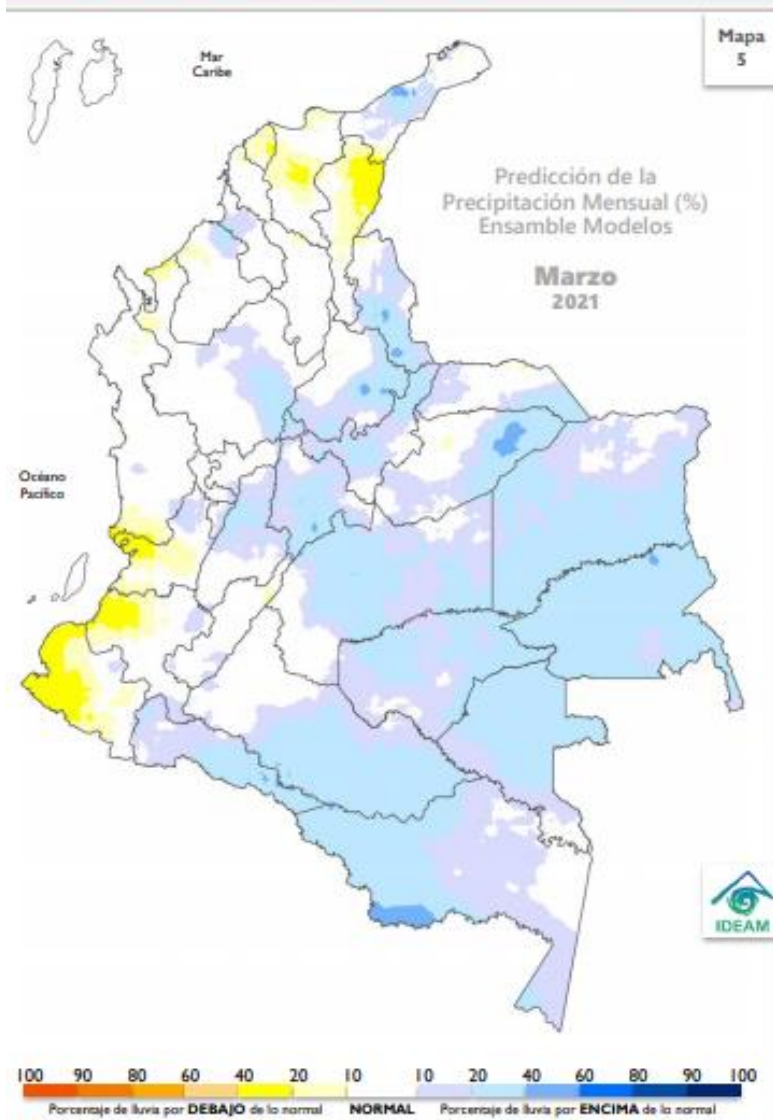 Mapa
5
Mar
Caribe
Predicción de la
Precipitación Mensual (%)
Ensamble Modelos
Marzo
2021
Océano
Pacífico
IDEAM
100 90 80 60 40 20 10 10 20 40 60 80 90 100
Porcentaje de lluvia por DEBAJO de lo normal NORMAL Porcentaje de lluvia por ENCIMA de lo normal